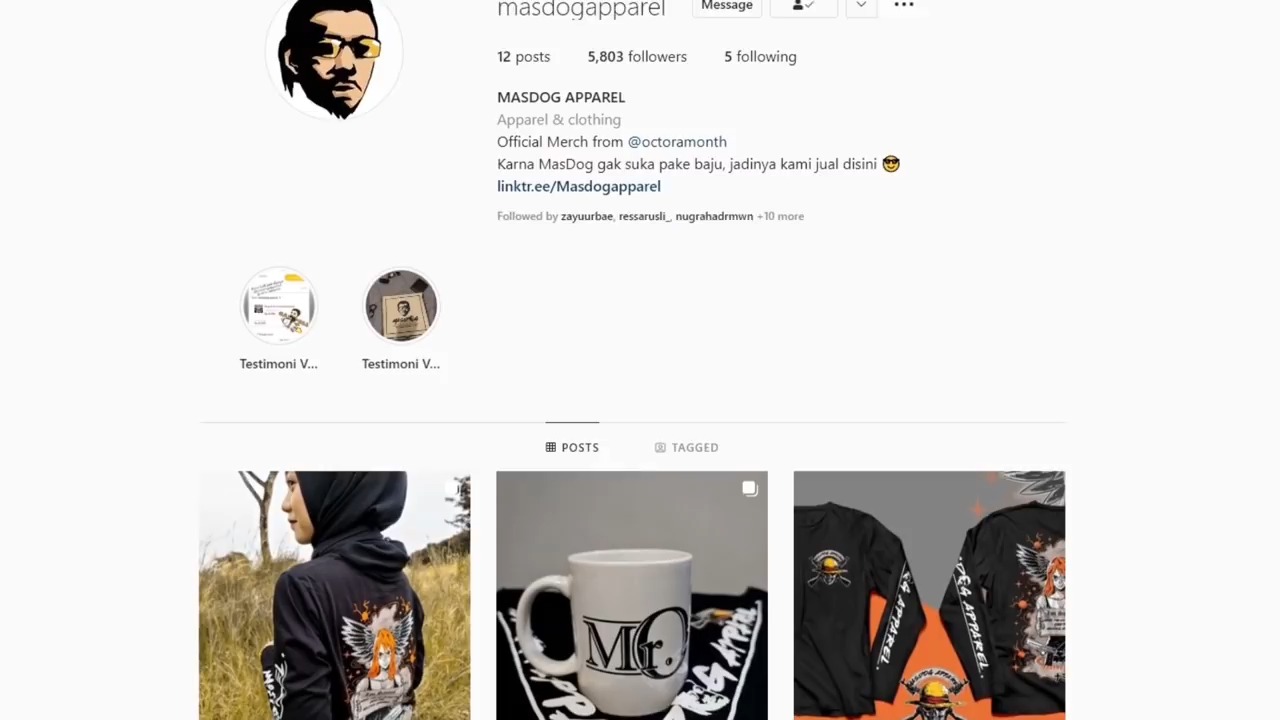 masdogapparel
Message
12 posts 5,803 followers 5 following
MASDOG APPAREL
Apparel & clothing
Official Merch from @octoramonth
Karna MasDog gak suka pake baju, jadinya kami jual disini 😎
linktr.ee/Masdogapparel
Followed by zayuurbae, ressarusli_, nugrahadrmwn +10 more
Testimoni V... Testimoni V...
POSTS TAGGED
Mr.
MASDOG APPAREL